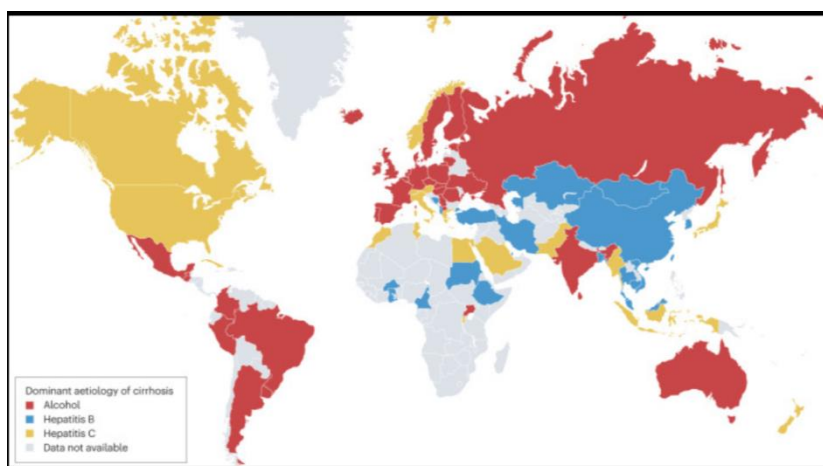 Dominant aetiology of cirrhosis
Alcohol
Hepatitis B
Hepatitis C
Data not available